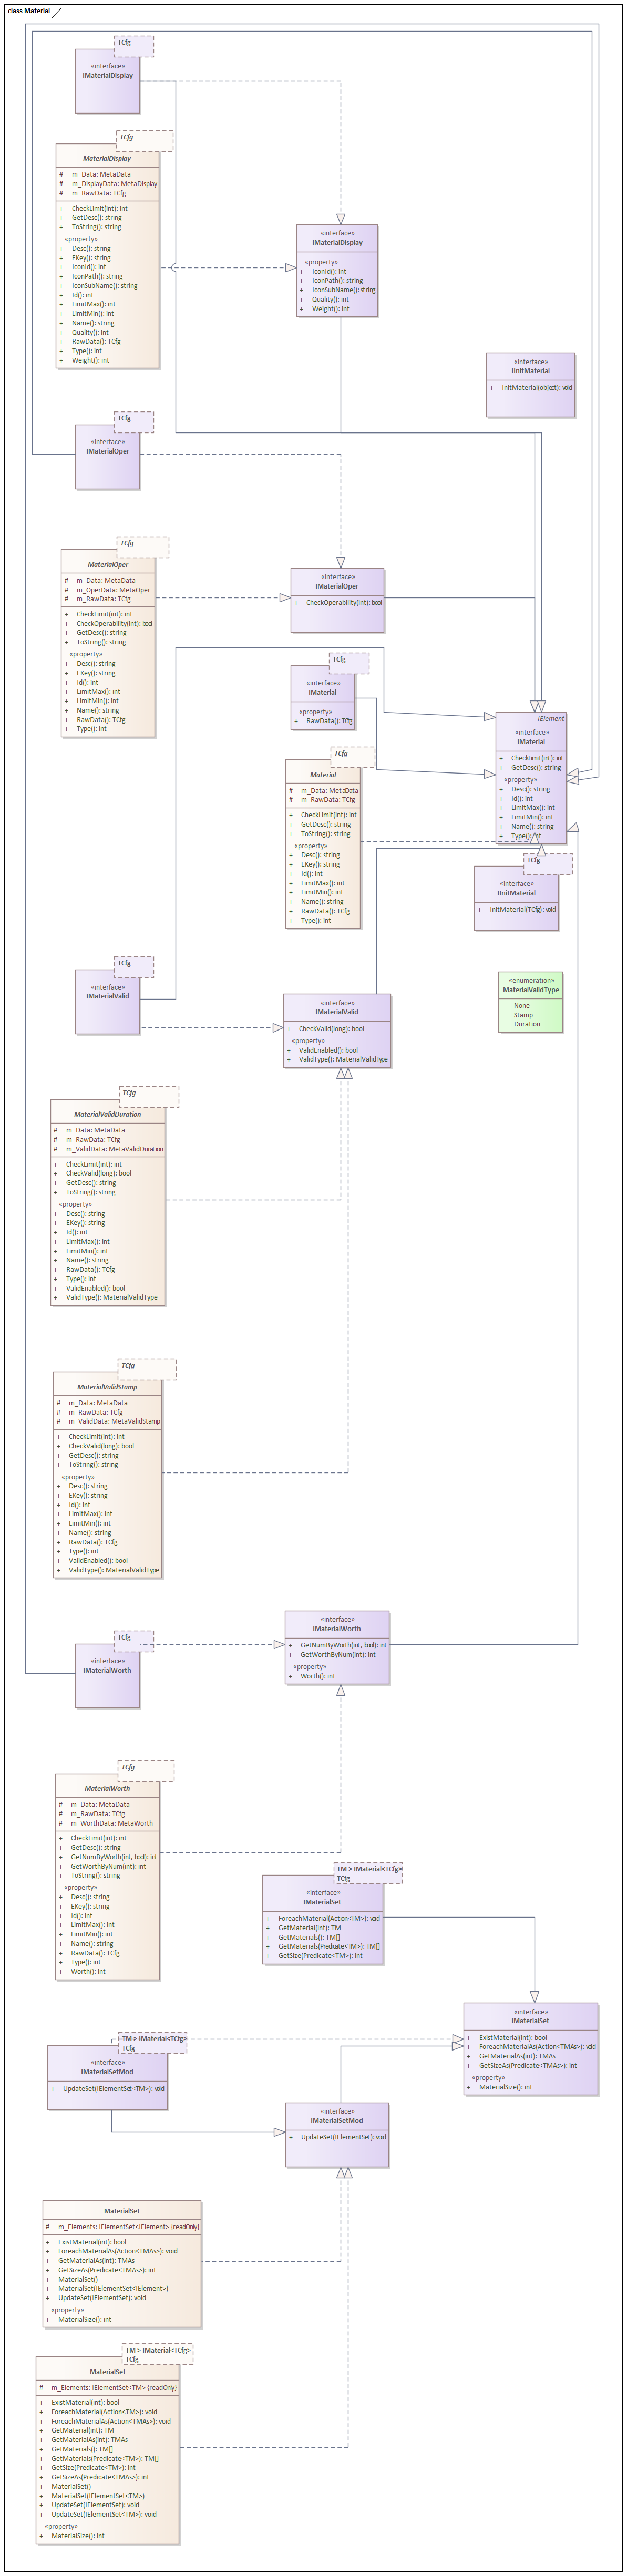 class Material
TCfg
«interface»
IMaterialDisplay
TCfg
MaterialDisplay
# m_Data: MetaData
# m_DisplayData: MetaDisplay
# m_RawData: TCfg
+ CheckLimit(int): int
+ GetDesc(): string
+ ToString(): string
«property»
+ Desc(): string
+ EKey(): string
+ IconId(): int
+ IconPath(): string
+ IconSubName(): string
+ Id(): int
+ LimitMax(): int
+ LimitMin(): int
+ Name(): string
+ Quality(): int
+ RawData(): TCfg
+ Type(): int
+ Weight(): int
«interface»
IMaterialDisplay
«property»
+ IconId(): int
+ IconPath(): string
+ IconSubName(): string
+ Quality(): int
+ Weight(): int
«interface»
IInitMaterial
+ InitMaterial(object): void
TCfg
«interface»
IMaterialOper
TCfg
MaterialOper
# m_Data: MetaData
# m_OperData: MetaOper
# m_RawData: TCfg
+ CheckLimit(int): int
+ CheckOperability(int): bool
+ GetDesc(): string
+ ToString(): string
«property»
+ Desc(): string
+ EKey(): string
+ Id(): int
+ LimitMax(): int
+ LimitMin(): int
+ Name(): string
+ RawData(): TCfg
+ Type(): int
«interface»
IMaterialOper
+ CheckOperability(int): bool
TCfg
«interface»
IMaterial
«property»
+ RawData(): TCfg
IElement
«interface»
IMaterial
+ CheckLimit(int): int
+ GetDesc(): string
«property»
+ Desc(): string
+ Id(): int
+ LimitMax(): int
+ LimitMin(): int
+ Name(): string
+ Type(): int
TCfg
Material
# m_Data: MetaData
# m_RawData: TCfg
+ CheckLimit(int): int
+ GetDesc(): string
+ ToString(): string
«property»
+ Desc(): string
+ EKey(): string
+ Id(): int
+ LimitMax(): int
+ LimitMin(): int
+ Name(): string
+ RawData(): TCfg
+ Type(): int
TCfg
«interface»
IInitMaterial
+ InitMaterial(TCfg): void
TCfg
«interface»
IMaterialValid
«interface»
IMaterialValid
+ CheckValid(long): bool
«property»
+ ValidEnabled(): bool
+ ValidType(): MaterialValidType
«enumeration»
MaterialValidType
None
Stamp
Duration
TCfg
MaterialValidDuration
# m_Data: MetaData
# m_RawData: TCfg
# m_ValidData: MetaValidDuration
+ CheckLimit(int): int
+ CheckValid(long): bool
+ GetDesc(): string
+ ToString(): string
«property»
+ Desc(): string
+ EKey(): string
+ Id(): int
+ LimitMax(): int
+ LimitMin(): int
+ Name(): string
+ RawData(): TCfg
+ Type(): int
+ ValidEnabled(): bool
+ ValidType(): MaterialValidType
TCfg
MaterialValidStamp
# m_Data: MetaData
# m_RawData: TCfg
# m_ValidData: MetaValidStamp
+ CheckLimit(int): int
+ CheckValid(long): bool
+ GetDesc(): string
+ ToString(): string
«property»
+ Desc(): string
+ EKey(): string
+ Id(): int
+ LimitMax(): int
+ LimitMin(): int
+ Name(): string
+ RawData(): TCfg
+ Type(): int
+ ValidEnabled(): bool
+ ValidType(): MaterialValidType
TCfg
«interface»
IMaterialWorth
«interface»
IMaterialWorth
+ GetNumByWorth(int, bool): int
+ GetWorthByNum(int): int
«property»
+ Worth(): int
TCfg
MaterialWorth
# m_Data: MetaData
# m_RawData: TCfg
# m_WorthData: MetaWorth
+ CheckLimit(int): int
+ GetDesc(): string
+ GetNumByWorth(int, bool): int
+ GetWorthByNum(int): int
+ ToString(): string
«property»
+ Desc(): string
+ EKey(): string
+ Id(): int
+ LimitMax(): int
+ LimitMin(): int
+ Name(): string
+ RawData(): TCfg
+ Type(): int
+ Worth(): int
TM > IMaterial<TCfg>
TCfg
«interface»
IMaterialSet
+ ForeachMaterial(Action<TM>): void
+ GetMaterial(int): TM
+ GetMaterials(): TM[]
+ GetMaterials(Predicate<TM>): TM[]
+ GetSize(Predicate<TM>): int
«interface»
IMaterialSet
+ ExistMaterial(int): bool
+ ForeachMaterialAs(Action<TMAs>): void
+ GetMaterialAs(int): TMAs
+ GetSizeAs(Predicate<TMAs>): int
«property»
+ MaterialSize(): int
TM > IMaterial<TCfg>
TCfg
«interface»
IMaterialSetMod
+ UpdateSet(IElementSet<TM>): void
«interface»
IMaterialSetMod
+ UpdateSet(IElementSet): void
MaterialSet
# m_Elements: IElementSet<IElement> {readOnly}
+ ExistMaterial(int): bool
+ ForeachMaterialAs(Action<TMAs>): void
+ GetMaterialAs(int): TMAs
+ GetSizeAs(Predicate<TMAs>): int
+ MaterialSet()
+ MaterialSet(IElementSet<IElement>)
+ UpdateSet(IElementSet): void
«property»
+ MaterialSize(): int
TM > IMaterial<TCfg>
TCfg
MaterialSet
# m_Elements: IElementSet<TM> {readOnly}
+ ExistMaterial(int): bool
+ ForeachMaterial(Action<TM>): void
+ ForeachMaterialAs(Action<TMAs>): void
+ GetMaterial(int): TM
+ GetMaterialAs(int): TMAs
+ GetMaterials(): TM[]
+ GetMaterials(Predicate<TM>): TM[]
+ GetSize(Predicate<TM>): int
+ GetSizeAs(Predicate<TMAs>): int
+ MaterialSet()
+ MaterialSet(IElementSet<TM>)
+ UpdateSet(IElementSet): void
+ UpdateSet(IElementSet<TM>): void
«property»
+ MaterialSize(): int